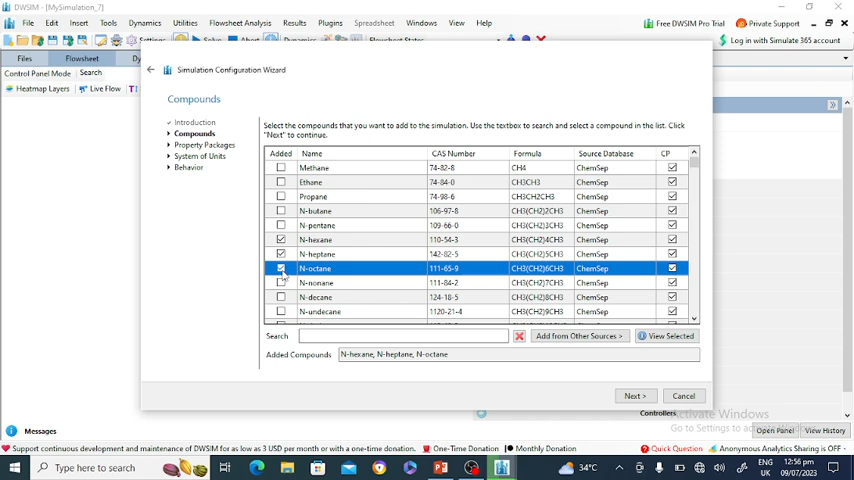 DWSIM - [MySimulation_7]
File Edit Insert Tools Dynamics Utilities Flowsheet Analysis Results Plugins Spreadsheet Windows View Help
Free DWSIM Pro Trial Private Support
Settings Solve Abort Dynamics Flowsheet States
Log in with Simulate 365 account
Files Flowsheet
Control Panel Mode Search
Heatmap Layers Live Flow
Simulation Configuration Wizard
Compounds
Introduction
Compounds
Property Packages
System of Units
Behavior
Select the compounds that you want to add to the simulation. Use the textbox to search and select a compound in the list. Click
"Next" to continue.
Added Name CAS Number Formula Source Database CP
Methane 74-82-8 CH4 ChemSep
Ethane 74-84-0 CH3CH3 ChemSep
Propane 74-98-6 CH3CH2CH3 ChemSep
N-butane 106-97-8 CH3(CH2)2CH3 ChemSep
N-pentane 109-66-0 CH3(CH2)3CH3 ChemSep
N-hexane 110-54-3 CH3(CH2)4CH3 ChemSep
N-heptane 142-82-5 CH3(CH2)5CH3 ChemSep
N-octane 111-65-9 CH3(CH2)6CH3 ChemSep
N-nonane 111-84-2 CH3(CH2)7CH3 ChemSep
N-decane 124-18-5 CH3(CH2)8CH3 ChemSep
N-undecane 1120-21-4 CH3(CH2)9CH3 ChemSep
Search Add from Other Sources > View Selected
Added Compounds N-hexane, N-heptane, N-octane
Next > Cancel
Controllers
Activate Windows
Go to Settings to activate
Messages Open Panel View History
Support continuous development and maintenance of DWSIM for as low as 3 USD per month or with a one-time donation. One-Time Donation Monthly Donation Quick Question Anonymous Analytics Sharing is OFF
Type here to search 34°C ENG UK 12:56 pm 09/07/2023